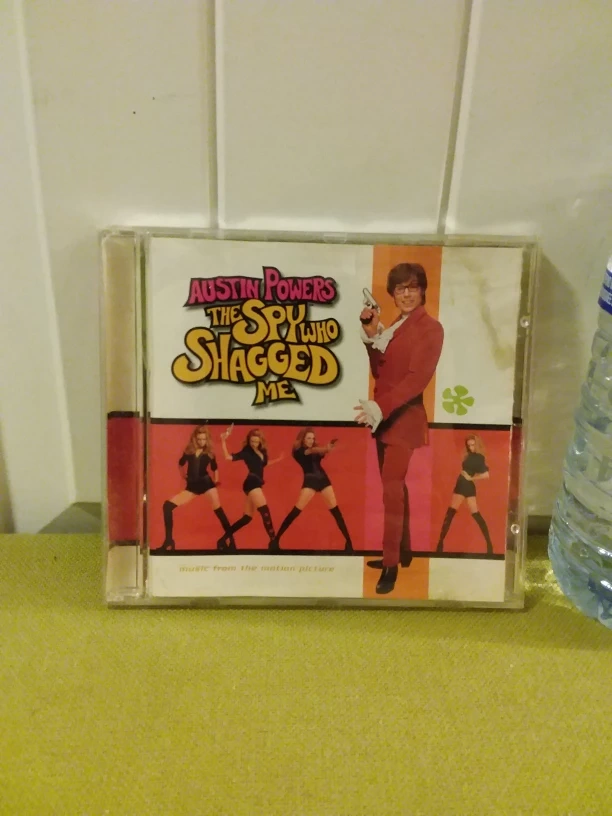 AUSTIN POWERS
THE SPY WHO
SHAGGED
ME
music from the motion picture